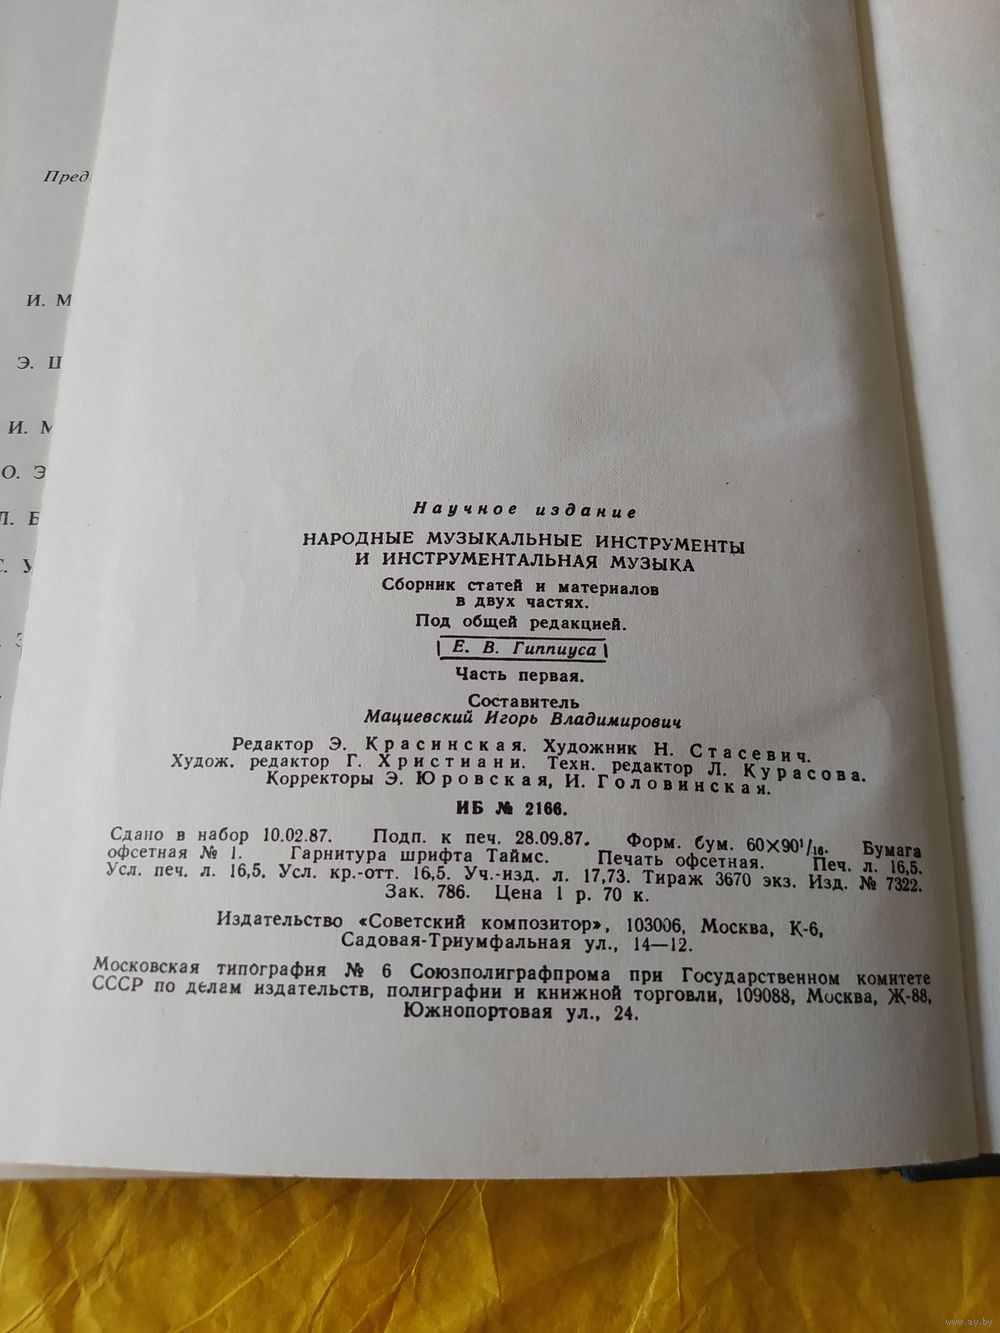 Пред
И. М
Э. Ш
И. М
О. Э
Л. Б
С. У
Научное издание
НАРОДНЫЕ МУЗЫКАЛЬНЫЕ ИНСТРУМЕНТЫ
И ИНСТРУМЕНТАЛЬНАЯ МУЗЫКА
Сборник статей и материалов
в двух частях.
Под общей редакцией.
Е. В. Гиппиуса
Часть первая.
Составитель
Мациевский Игорь Владимирович
Редактор Э. Красинская. Художник Н. Стасевич.
Худож. редактор Г. Христиани. Техн. редактор Л. Курасова.
Корректоры Э. Юровская, И. Головинская.
ИБ № 2166.
Сдано в набор 10.02.87. Подп. к печ. 28.09.87. Форм. бум. 60×90¹/₁₆. Бумага
офсетная № 1. Гарнитура шрифта Таймс. Печать офсетная. Печ. л. 16,5.
Усл. печ. л. 16,5. Усл. кр.-отт. 16,5. Уч.-изд. л. 17,73. Тираж 3670 экз. Изд. № 7322.
Зак. 786. Цена 1 р. 70 к.
Издательство «Советский композитор», 103006, Москва, К-6,
Садовая-Триумфальная ул., 14—12.
Московская типография № 6 Союзполиграфпрома при Государственном комитете
СССР по делам издательств, полиграфии и книжной торговли, 109088, Москва, Ж-88,
Южнопортовая ул., 24.
www.ay.by